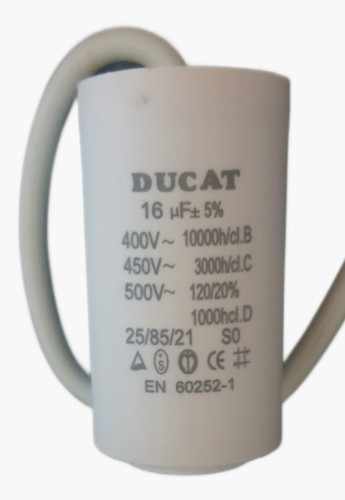 DUCAT
16 µF± 5%
400V~ 10000h/cl.B
450V~ 3000h/cl.C
500V~ 120/20%
1000hcl.D
25/85/21 S0
S CE
EN 60252-1